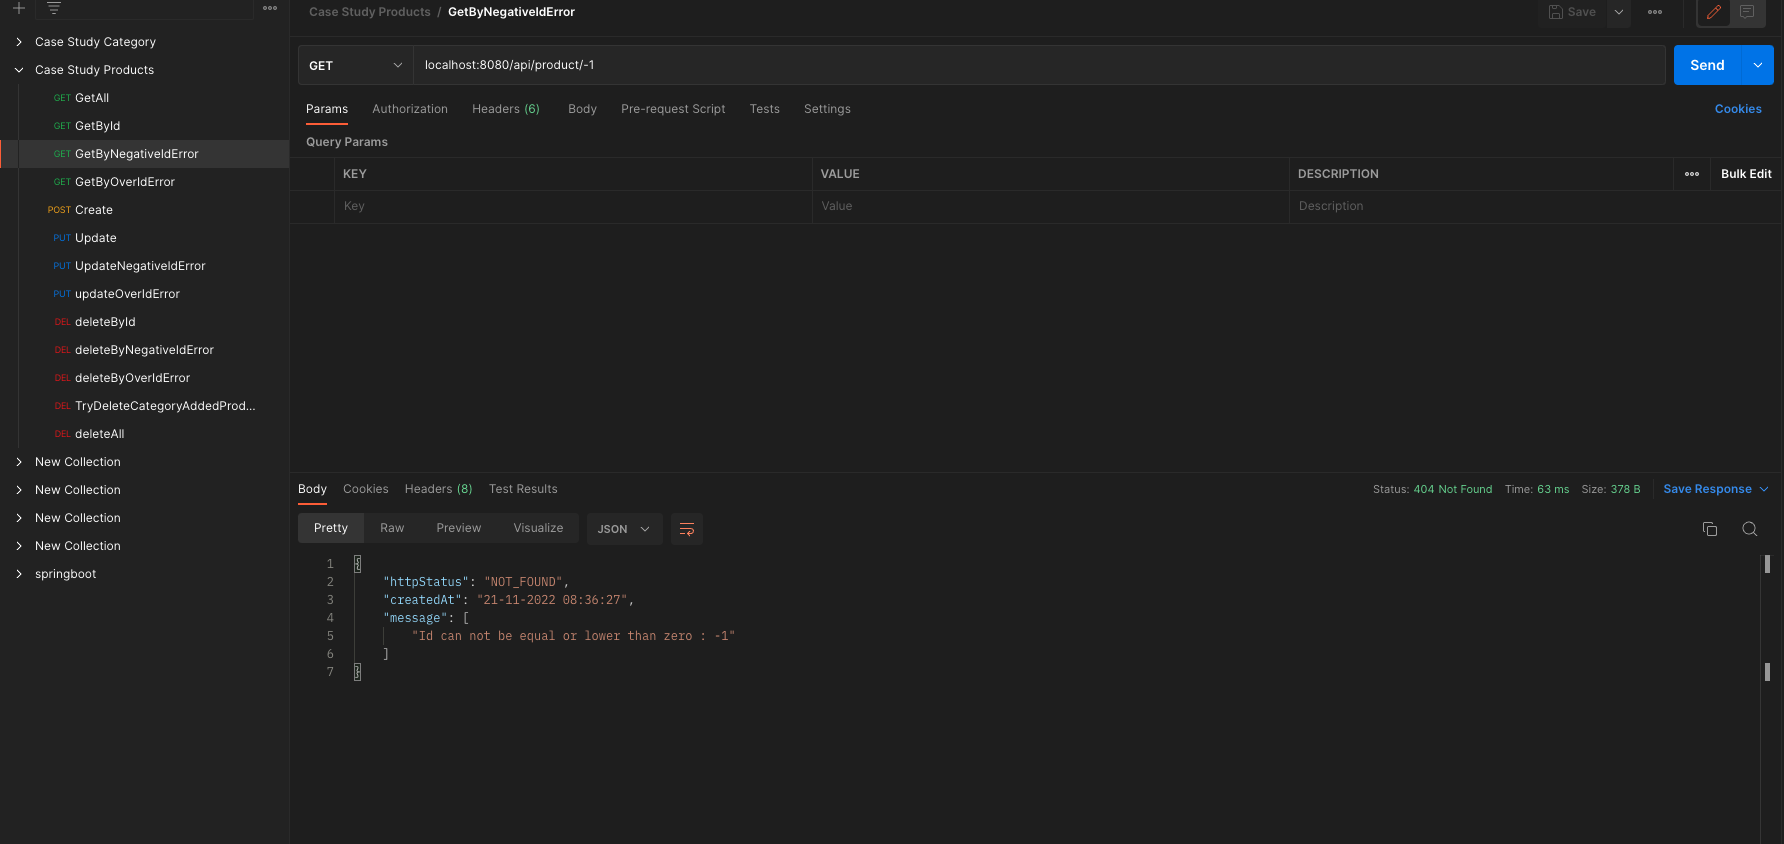 Case Study Category
Case Study Products
GET GetAll
GET GetById
GET GetByNegativeIdError
GET GetByOverIdError
POST Create
PUT Update
PUT UpdateNegativeIdError
PUT updateOverIdError
DEL deleteById
DEL deleteByNegativeIdError
DEL deleteByOverIdError
DEL TryDeleteCategoryAddedProd...
DEL deleteAll
New Collection
New Collection
New Collection
New Collection
springboot
Case Study Products / GetByNegativeIdError
Save
GET localhost:8080/api/product/-1 Send
Params Authorization Headers (6) Body Pre-request Script Tests Settings Cookies
Query Params
KEY VALUE DESCRIPTION Bulk Edit
Key Value Description
Body Cookies Headers (8) Test Results Status: 404 Not Found Time: 63 ms Size: 378 B Save Response
Pretty Raw Preview Visualize JSON
1 {
2 "httpStatus": "NOT_FOUND",
3 "createdAt": "21-11-2022 08:36:27",
4 "message": [
5 "Id can not be equal or lower than zero : -1"
6 ]
7 }